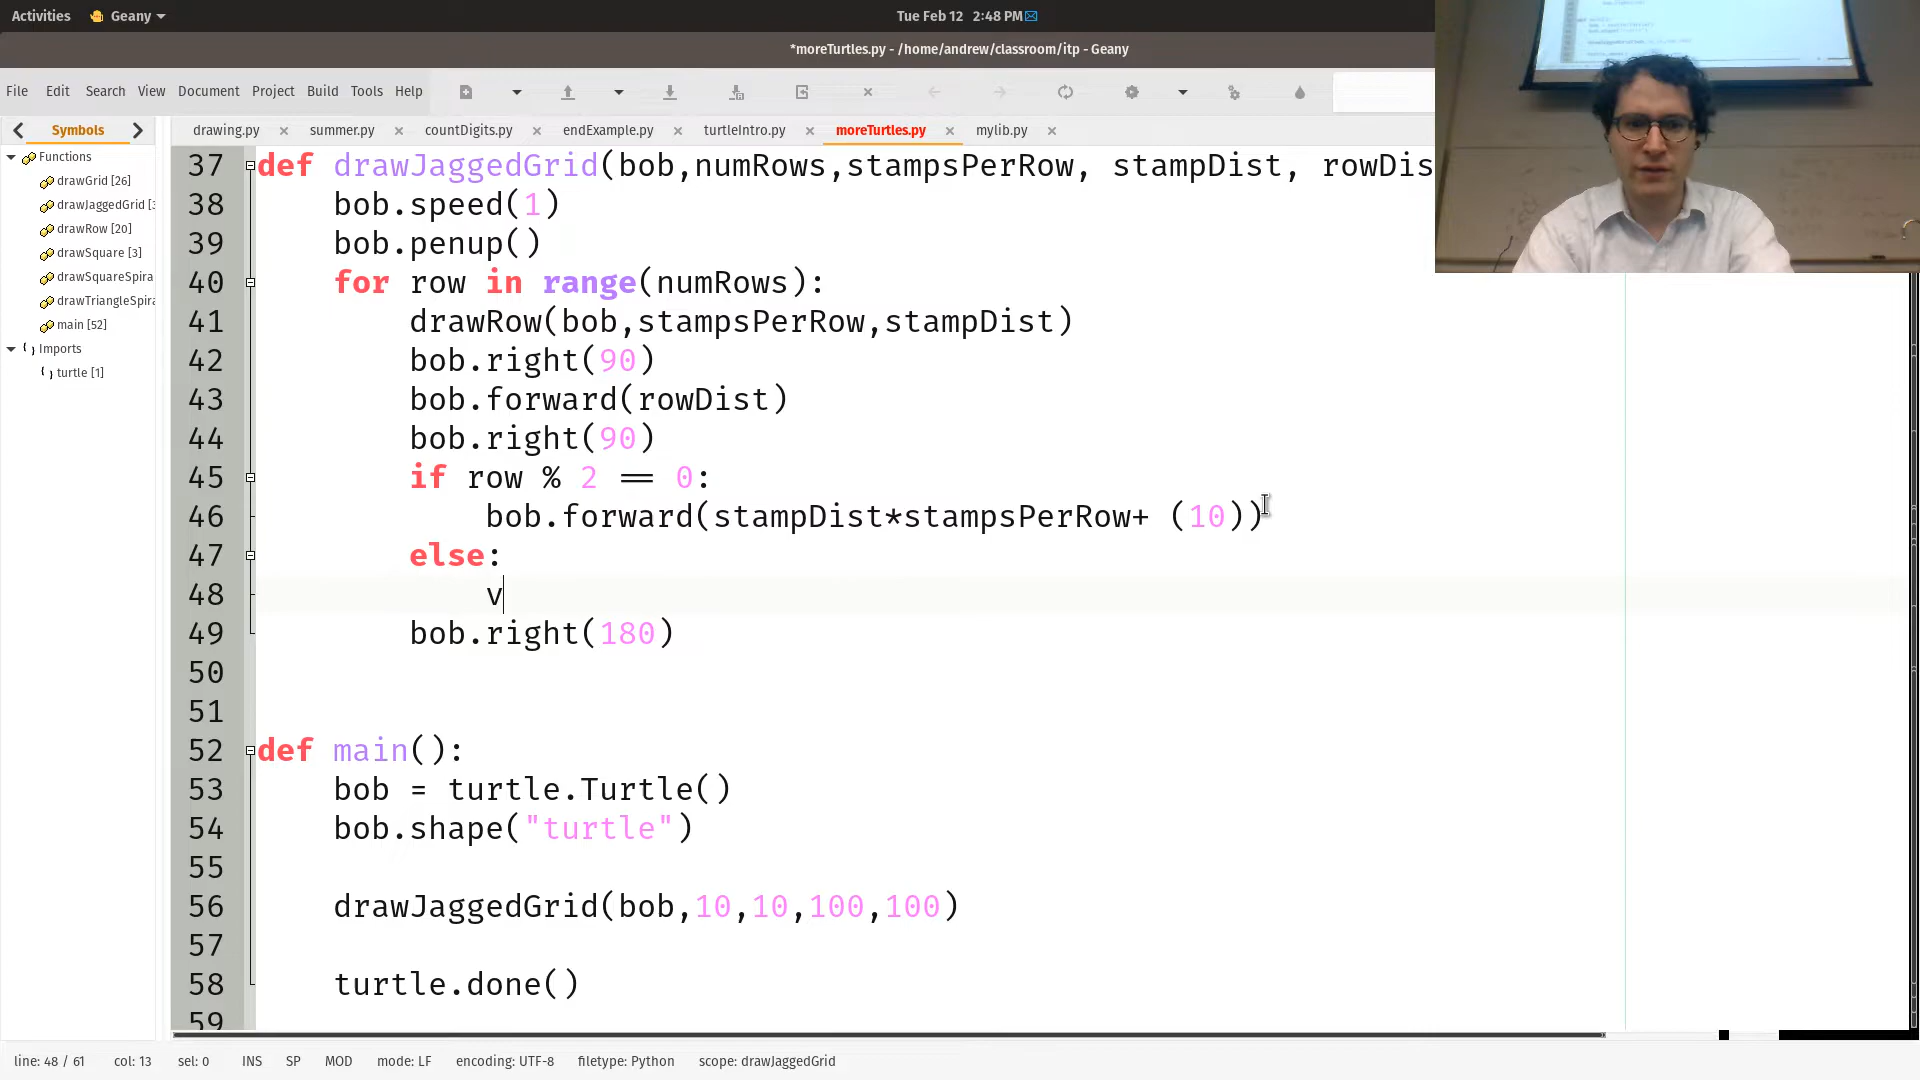 Activities Geany Tue Feb 12 2:48 PM
*moreTurtles.py - /home/andrew/classroom/itp - Geany
File Edit Search View Document Project Build Tools Help
Symbols drawing.py summer.py countDigits.py endExample.py turtleIntro.py moreTurtles.py mylib.py
Functions
drawGrid [26]
drawJaggedGrid [3
drawRow [20]
drawSquare [3]
drawSquareSpira
drawTriangleSpira
main [52]
Imports
turtle [1]
37 def drawJaggedGrid(bob,numRows,stampsPerRow, stampDist, rowDis
38 bob.speed(1)
39 bob.penup()
40 for row in range(numRows):
41 drawRow(bob,stampsPerRow,stampDist)
42 bob.right(90)
43 bob.forward(rowDist)
44 bob.right(90)
45 if row % 2 == 0:
46 bob.forward(stampDist*stampsPerRow+ (10))
47 else:
48 v
49 bob.right(180)
50
51
52 def main():
53 bob = turtle.Turtle()
54 bob.shape("turtle")
55
56 drawJaggedGrid(bob,10,10,100,100)
57
58 turtle.done()
59
line: 48 / 61 col: 13 sel: 0 INS SP MOD mode: LF encoding: UTF-8 filetype: Python scope: drawJaggedGrid